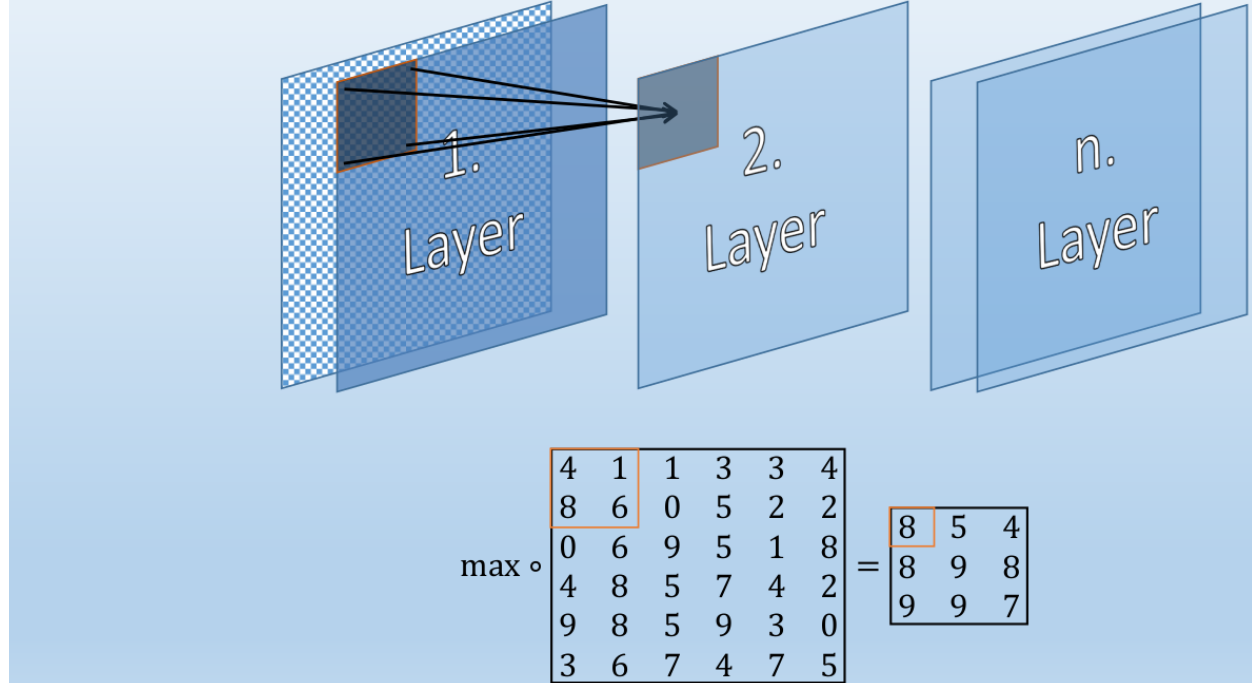 1.
Layer
2.
Layer
n.
Layer
4 1 1 3 3 4
8 6 0 5 2 2
0 6 9 5 1 8
4 8 5 7 4 2
9 8 5 9 3 0
3 6 7 4 7 5
max ∘
=
8 5 4
8 9 8
9 9 7